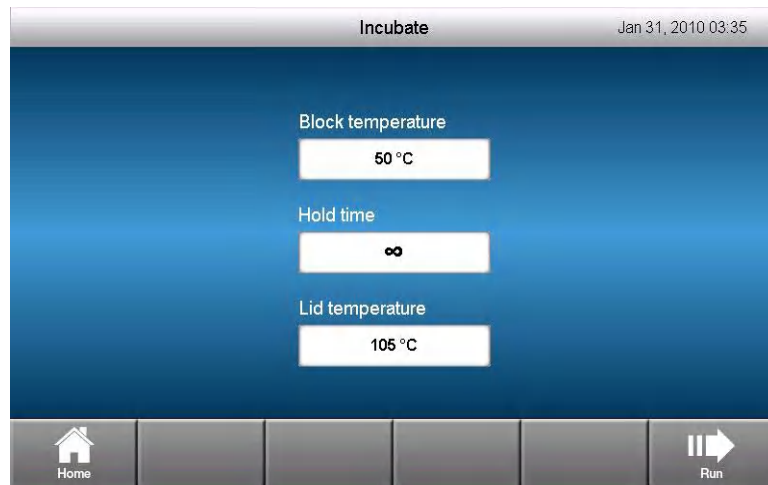 Incubate
Jan 31, 2010 03:35
Block temperature
50 °C
Hold time
∞
Lid temperature
105 °C
Home
Run